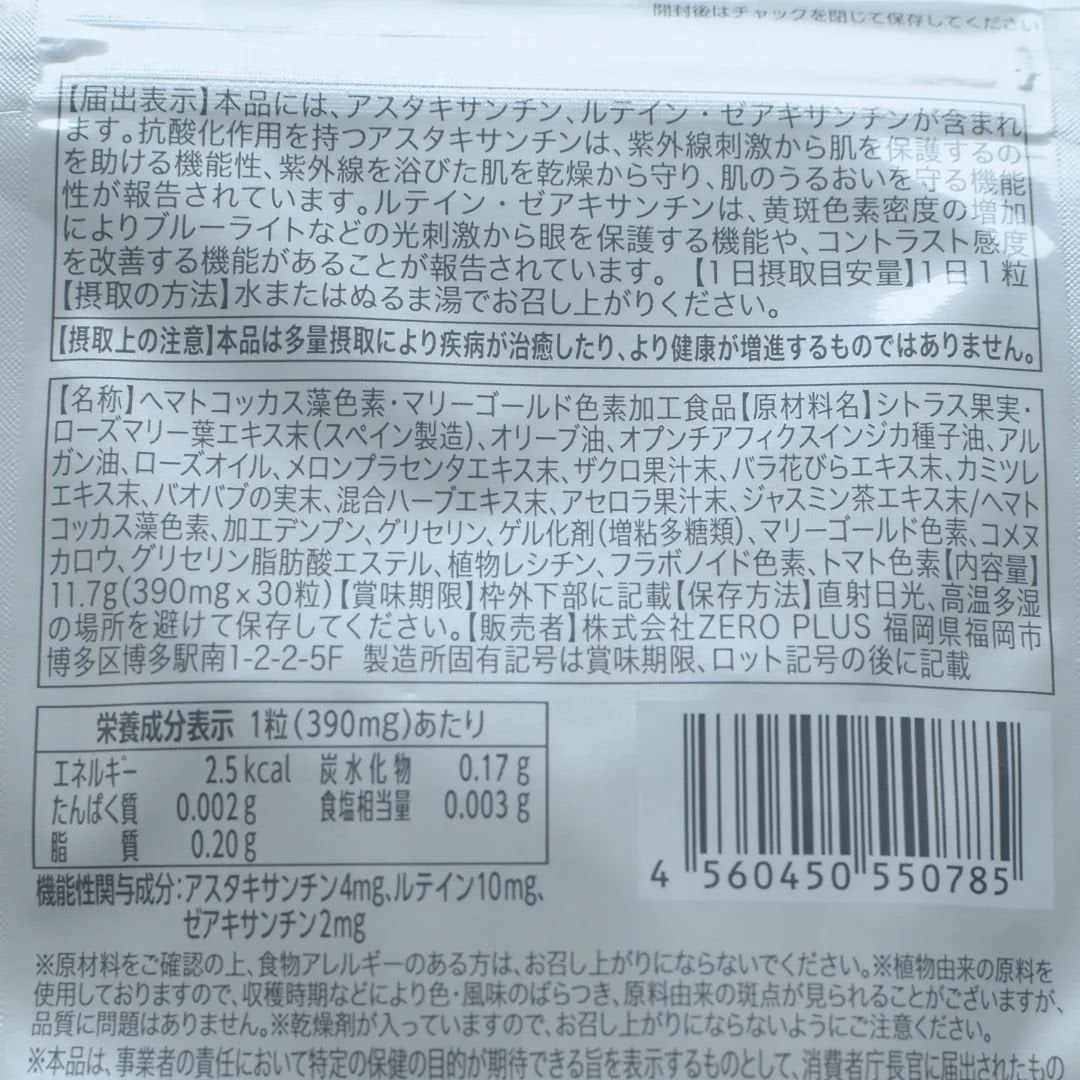 開封後はチャックを閉じて保存してください
【届出表示】本品には、アスタキサンチン、ルテイン・ゼアキサンチンが含まれ
ます。抗酸化作用を持つアスタキサンチンは、紫外線刺激から肌を保護するの
を助ける機能性、紫外線を浴びた肌を乾燥から守り、肌のうるおいを守る機能
性が報告されています。ルテイン・ゼアキサンチンは、黄斑色素密度の増加
によりブルーライトなどの光刺激から眼を保護する機能や、コントラスト感度
を改善する機能があることが報告されています。【1日摂取目安量】1日1粒
【摂取の方法】水またはぬるま湯でお召し上がりください。
【摂取上の注意】本品は多量摂取により疾病が治癒したり、より健康が増進するものではありません。
【名称】ヘマトコッカス藻色素・マリーゴールド色素加工食品【原材料名】シトラス果実・
ローズマリー葉エキス末(スペイン製造)、オリーブ油、オプンチアフィクスインジカ種子油、アル
ガン油、ローズオイル、メロンプラセンタエキス末、ザクロ果汁末、バラ花びらエキス末、カミツレ
エキス末、バオバブの実末、混合ハーブエキス末、アセロラ果汁末、ジャスミン茶エキス末/ヘマト
コッカス藻色素、加工デンプン、グリセリン、ゲル化剤(増粘多糖類)、マリーゴールド色素、コメヌ
カロウ、グリセリン脂肪酸エステル、植物レシチン、フラボノイド色素、トマト色素【内容量】
11.7g(390mg×30粒)【賞味期限】枠外下部に記載【保存方法】直射日光、高温多湿
の場所を避けて保存してください。【販売者】株式会社ZERO PLUS 福岡県福岡市
博多区博多駅南1-2-2-5F 製造所固有記号は賞味期限、ロット記号の後に記載
栄養成分表示 1粒(390mg)あたり
エネルギー 2.5kcal 炭水化物 0.17g
たんぱく質 0.002g 食塩相当量 0.003g
脂質 0.20g
機能性関与成分:アスタキサンチン4mg、ルテイン10mg、
ゼアキサンチン2mg
4 560450 550785
※原材料をご確認の上、食物アレルギーのある方は、お召し上がりにならないでください。※植物由来の原料を
使用しておりますので、収穫時期などにより色・風味のばらつき、原料由来の斑点が見られることがございますが、
品質に問題はありません。※乾燥剤が入っていますので、お召し上がりにならないようにご注意ください。
※本品は、事業者の責任において特定の保健の目的が期待できる旨を表示するものとして、消費者庁長官に届出されたもの